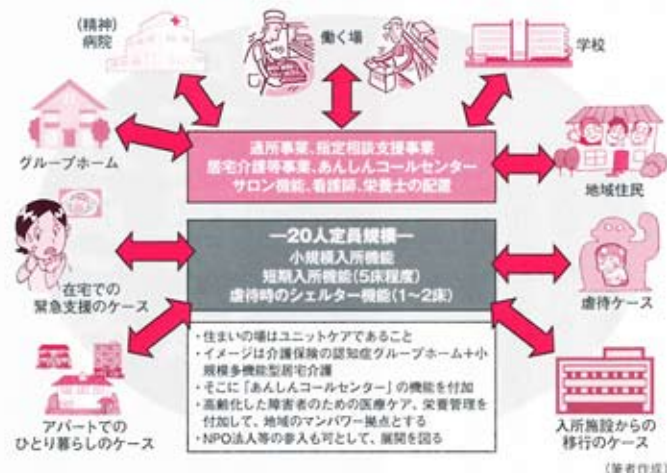 (精神)
病院
働く場
学校
グループホーム
通所事業、指定相談支援事業
居宅介護等事業、あんしんコールセンター
サロン機能、看護師、栄養士の配置
地域住民
在宅での
緊急支援のケース
―20人定員規模―
小規模入所機能
短期入所機能(5床程度)
虐待時のシェルター機能(1～2床)
虐待ケース
アパートでの
ひとり暮らしのケース
・住まいの場はユニットケアであること
・イメージは介護保険の認知症グループホーム+小
規模多機能型居宅介護
・そこに「あんしんコールセンター」の機能を付加
・高齢化した障害者のための医療ケア、栄養管理を
付加して、地域のマンパワー拠点とする
・NPO法人等の参入も可として、展開を図る
入所施設からの
移行のケース
(筆者作成)